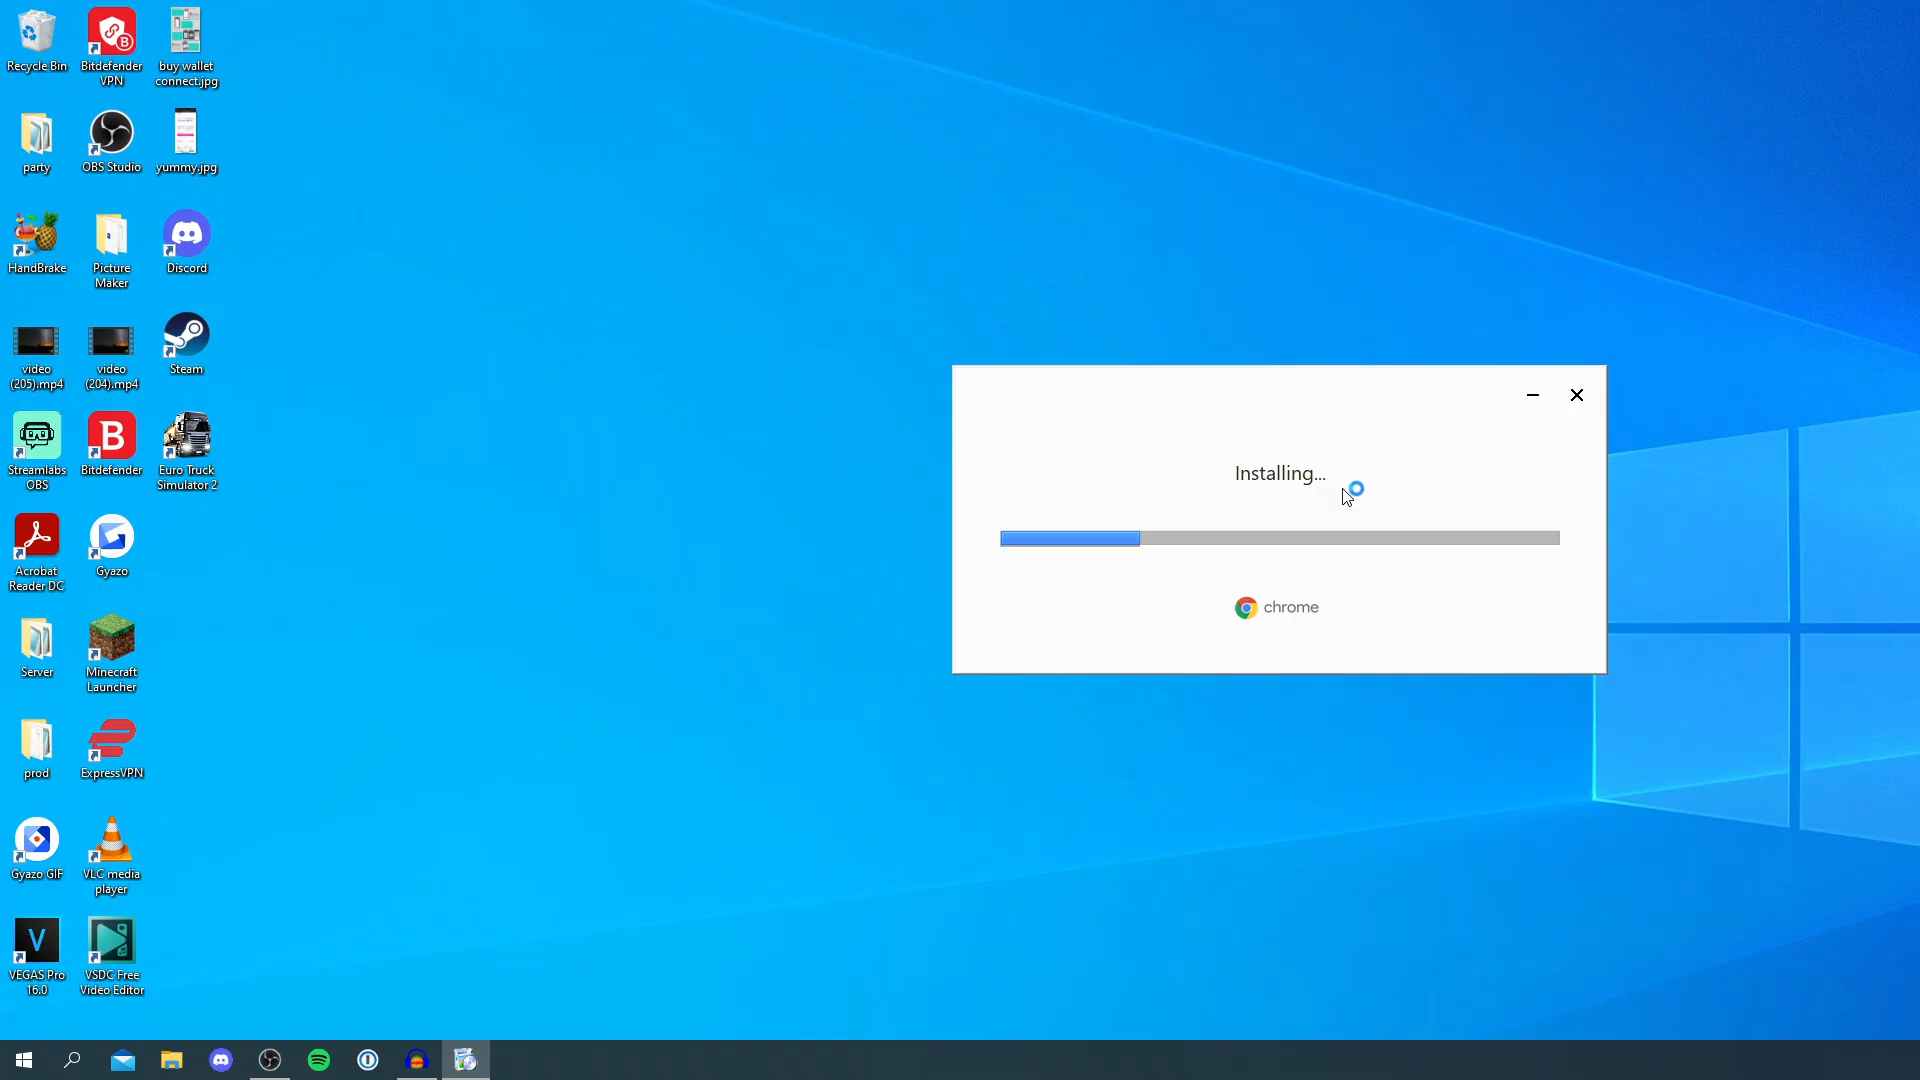 Recycle Bin
Bitdefender
VPN
buy wallet
connect.jpg
party
OBS Studio
yummy.jpg
HandBrake
Picture
Maker
Discord
video
(205).mp4
video
(204).mp4
Steam
Streamlabs
OBS
Bitdefender
Euro Truck
Simulator 2
Acrobat
Reader DC
Gyazo
Server
Minecraft
Launcher
prod
ExpressVPN
Gyazo GIF
VLC media
player
VEGAS Pro
16.0
VSDC Free
Video Editor
Installing...
chrome